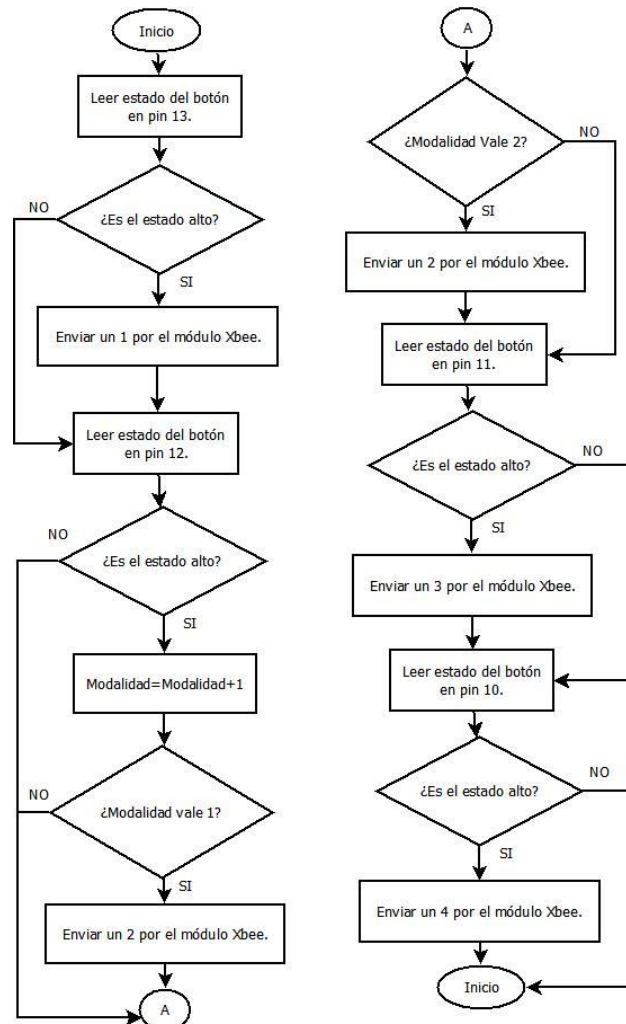 Inicio
Leer estado del botón
en pin 13.
NO
¿Es el estado alto?
SI
Enviar un 1 por el módulo Xbee.
Leer estado del botón
en pin 12.
NO
¿Es el estado alto?
SI
Modalidad=Modalidad+1
NO
¿Modalidad vale 1?
SI
Enviar un 2 por el módulo Xbee.
A
A
¿Modalidad Vale 2?
NO
SI
Enviar un 2 por el módulo Xbee.
Leer estado del botón
en pin 11.
¿Es el estado alto?
NO
SI
Enviar un 3 por el módulo Xbee.
Leer estado del botón
en pin 10.
¿Es el estado alto?
NO
SI
Enviar un 4 por el módulo Xbee.
Inicio